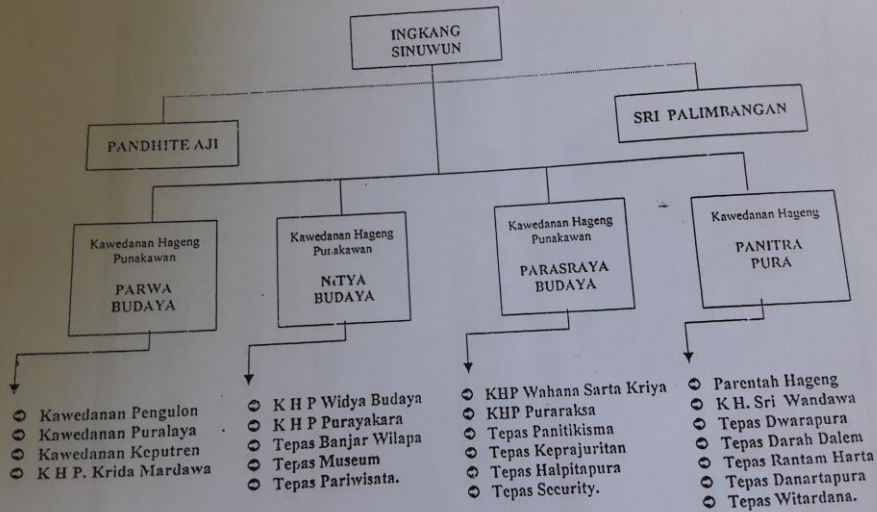 INGKANG
SINUWUN
PANDHITE AJI
SRI PALIMBANGAN
Kawedanan Hageng
Punakawan
PARWA
BUDAYA
Kawedanan Hageng
Punakawan
NITYA
BUDAYA
Kawedanan Hageng
Punakawan
PARASRAYA
BUDAYA
Kawedanan Hageng
PANITRA
PURA
Kawedanan Pengulon
Kawedanan Puralaya
Kawedanan Keputren
K H P. Krida Mardawa
K H P Widya Budaya
K H P Purayakara
Tepas Banjar Wilapa
Tepas Museum
Tepas Pariwisata.
KHP Wahana Sarta Kriya
KHP Puraraksa
Tepas Panitikisma
Tepas Keprajuritan
Tepas Halpitapura
Tepas Security.
Parentah Hageng
K H. Sri Wandawa
Tepas Dwarapura
Tepas Darah Dalem
Tepas Rantam Harta
Tepas Danartapura
Tepas Witardana.